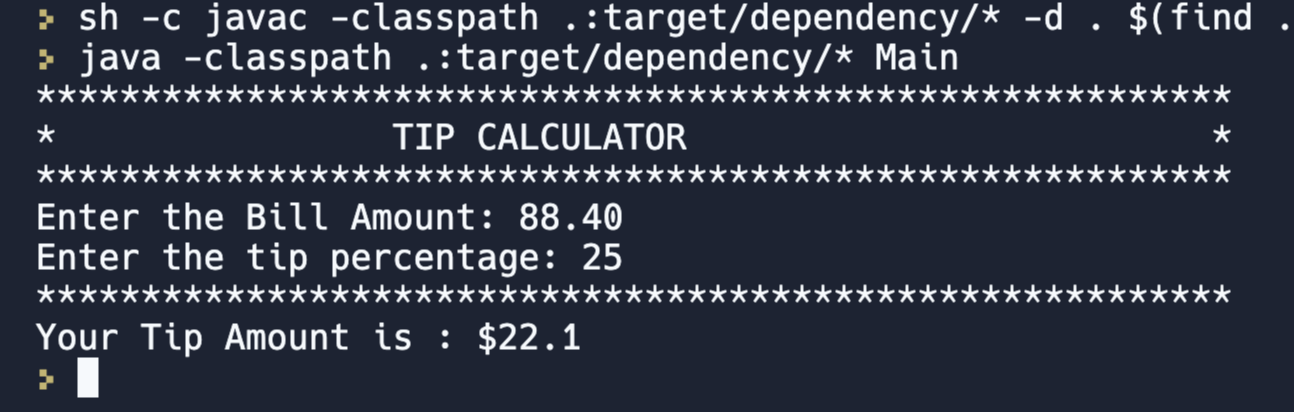 sh -c javac -classpath .:target/dependency/* -d . $(find .
java -classpath .:target/dependency/* Main
*********************************************************
*                TIP CALCULATOR                         *
*********************************************************
Enter the Bill Amount: 88.40
Enter the tip percentage: 25
*********************************************************
Your Tip Amount is : $22.1